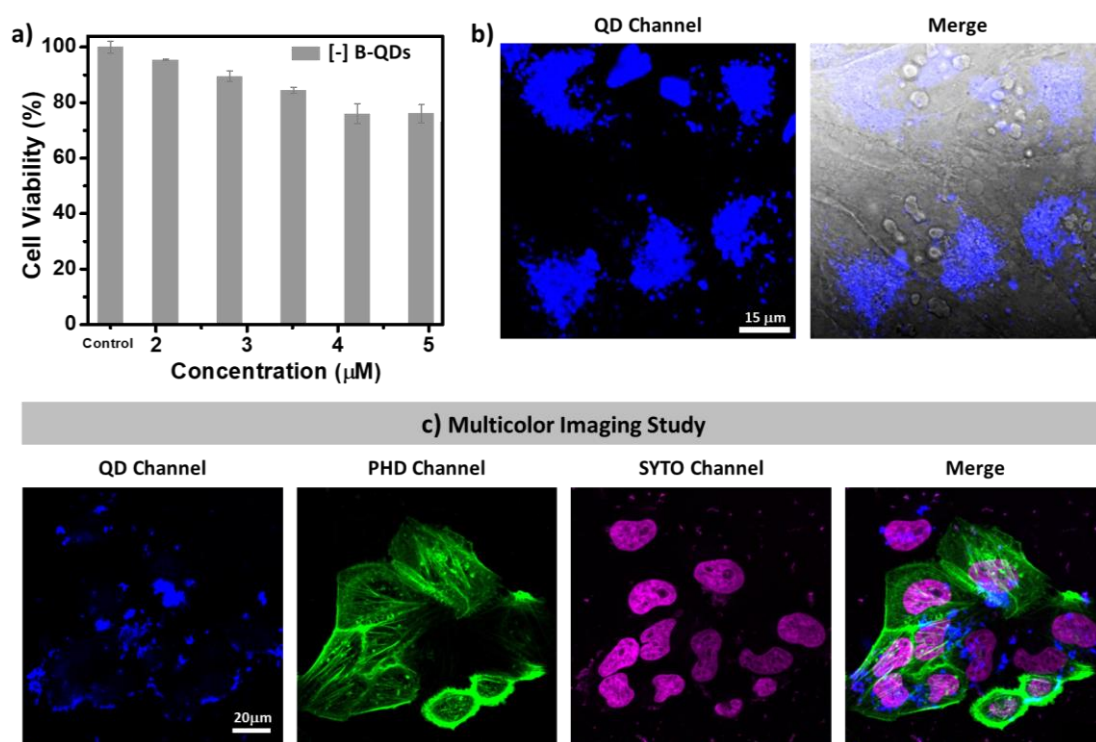 a)
100
80
60
40
20
0
Cell Viability (%)
[-] B-QDs
Control 2 3 4 5
Concentration (μM)
b)
QD Channel Merge
15 μm
c) Multicolor Imaging Study
QD Channel PHD Channel SYTO Channel Merge
20μm